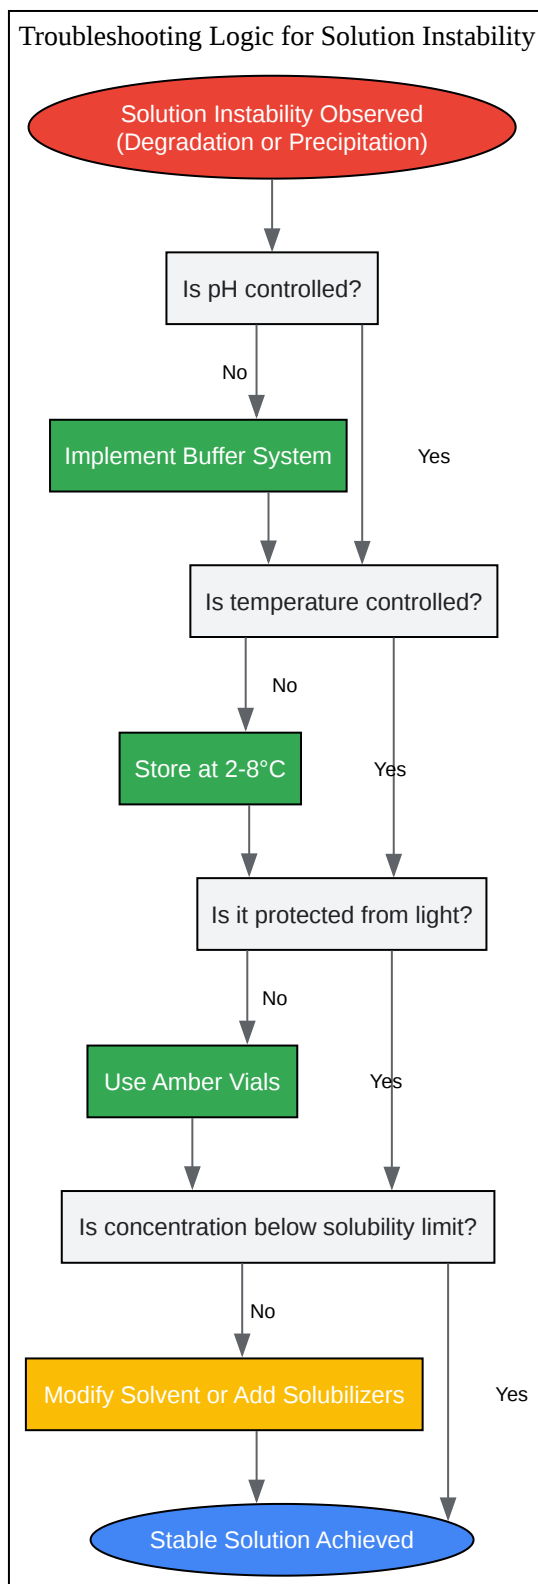 Troubleshooting Logic for Solution Instability
Solution Instability Observed
(Degradation or Precipitation)
Is pH controlled?
No
Implement Buffer System
Yes
Is temperature controlled?
No
Store at 2-8°C
Yes
Is it protected from light?
No
Use Amber Vials
Yes
Is concentration below solubility limit?
No
Modify Solvent or Add Solubilizers
Yes
Stable Solution Achieved